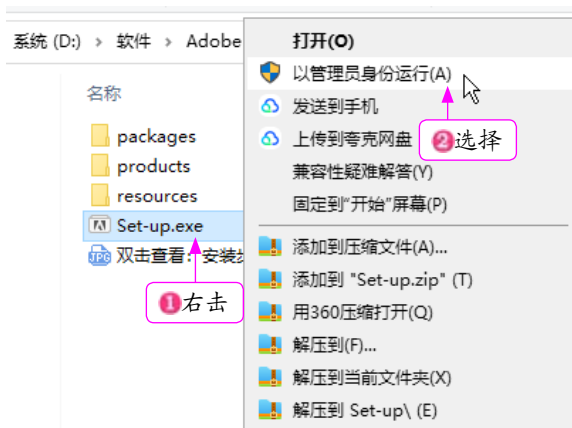 系统 (D:) › 软件 › Adobe
名称
packages
products
resources
Set-up.exe
双击查看：安装步
❶右击
打开(O)
以管理员身份运行(A)
发送到手机
上传到夸克网盘
❷选择
兼容性疑难解答(Y)
固定到"开始"屏幕(P)
添加到压缩文件(A)...
添加到 "Set-up.zip" (T)
用360压缩打开(Q)
解压到(F)...
解压到当前文件夹(X)
解压到 Set-up\ (E)